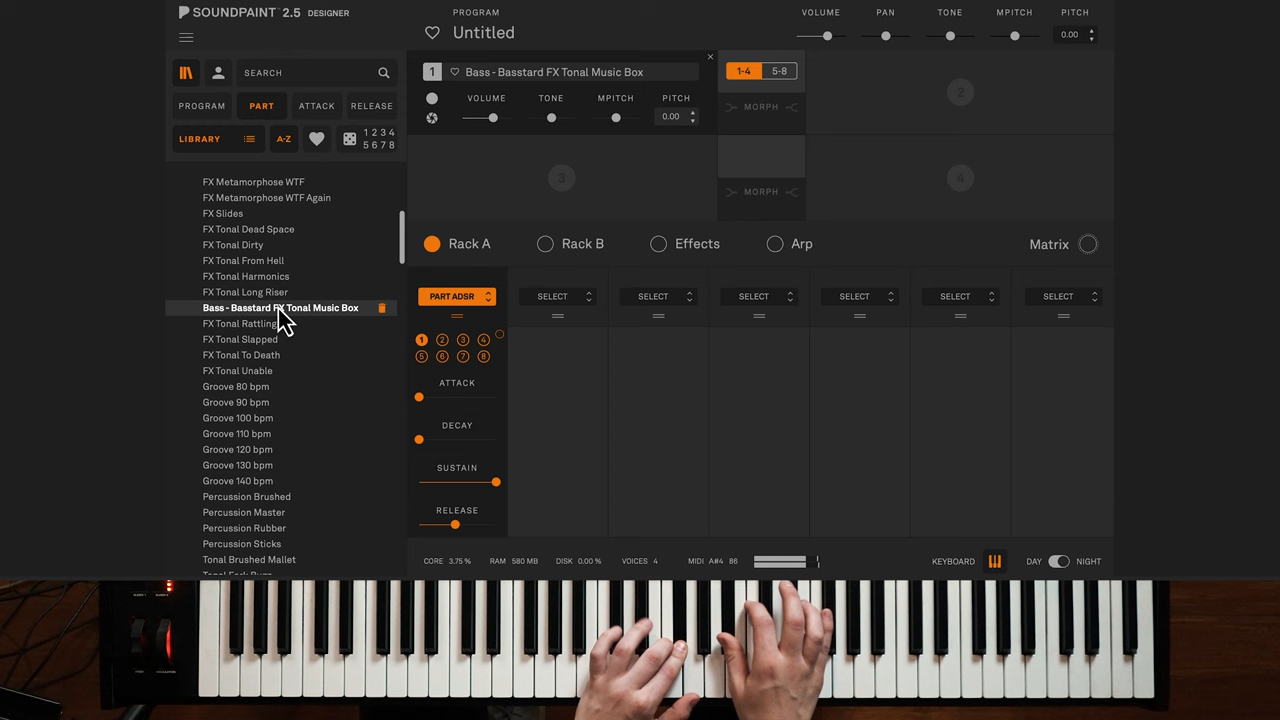 SOUNDPAINT™ 2.5 DESIGNER
PROGRAM
Untitled
VOLUME PAN TONE MPITCH PITCH
0.00
SEARCH
PROGRAM PART ATTACK RELEASE
LIBRARY A-Z 1 2 3 4
5 6 7 8
1 Bass - Basstard FX Tonal Music Box
VOLUME TONE MPITCH PITCH
0.00
1-4 5-8
MORPH
2
3
MORPH
4
FX Metamorphose WTF
FX Metamorphose WTF Again
FX Slides
FX Tonal Dead Space
FX Tonal Dirty
FX Tonal From Hell
FX Tonal Harmonics
FX Tonal Long Riser
Bass - Basstard FX Tonal Music Box
FX Tonal Rattling
FX Tonal Slapped
FX Tonal To Death
FX Tonal Unable
Groove 80 bpm
Groove 90 bpm
Groove 100 bpm
Groove 110 bpm
Groove 120 bpm
Groove 130 bpm
Groove 140 bpm
Percussion Brushed
Percussion Master
Percussion Rubber
Percussion Sticks
Tonal Brushed Mallet
Rack A Rack B Effects Arp Matrix
PART ADSR SELECT SELECT SELECT SELECT SELECT SELECT
1 2 3 4
5 6 7 8
ATTACK
DECAY
SUSTAIN
RELEASE
CORE 3.75 % RAM 580 MB DISK 0.00 % VOICES 4 MIDI A#4 86 KEYBOARD DAY NIGHT